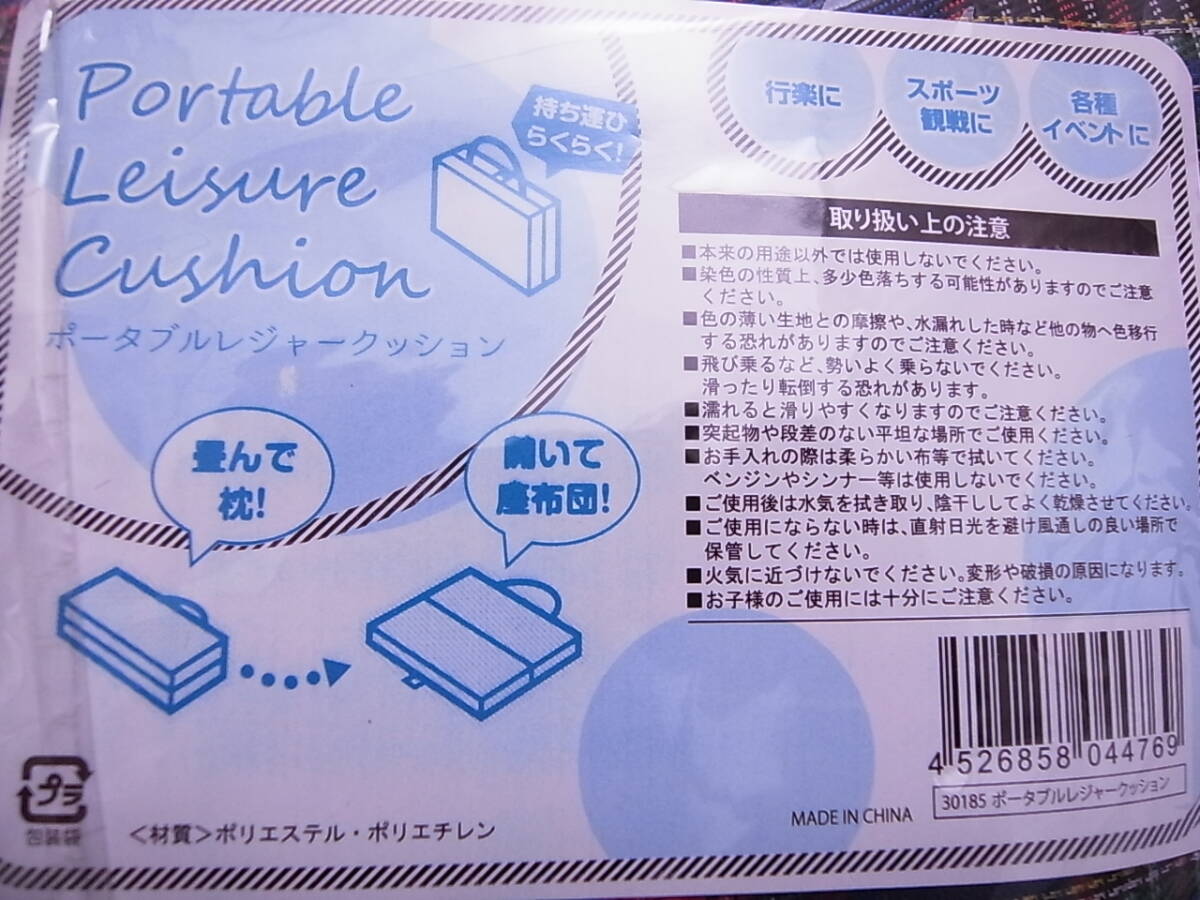 Portable
Leisure
Cushion
ポータブルレジャークッション
持ち運び
らくらく!
行楽に
スポーツ
観戦に
各種
イベントに
畳んで
枕!
開いて
座布団!
取り扱い上の注意
■本来の用途以外では使用しないでください。
■染色の性質上、多少色落ちする可能性がありますのでご注意
ください。
■色の薄い生地との摩擦や、水漏れした時など他の物へ色移行
する恐れがありますのでご注意ください。
■飛び乗るなど、勢いよく乗らないでください。
滑ったり転倒する恐れがあります。
■濡れると滑りやすくなりますのでご注意ください。
■突起物や段差のない平坦な場所でご使用ください。
■お手入れの際は柔らかい布等で拭いてください。
ベンジンやシンナー等は使用しないでください。
■ご使用後は水気を拭き取り、陰干ししてよく乾燥させてください。
■ご使用にならない時は、直射日光を避け風通しの良い場所で
保管してください。
■火気に近づけないでください。変形や破損の原因になります。
■お子様のご使用には十分にご注意ください。
4 526858 044769
30185 ポータブルレジャークッション
MADE IN CHINA
プラ
包装袋
<材質>ポリエステル・ポリエチレン